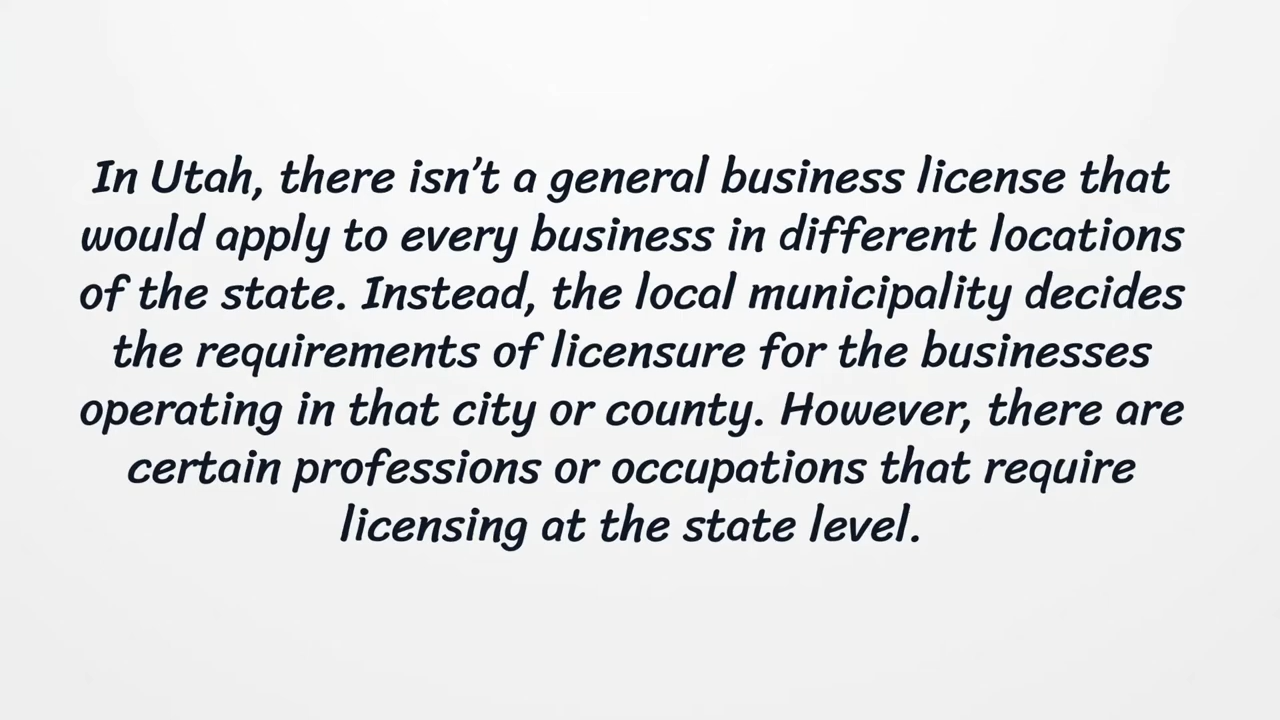 In Utah, there isn’t a general business license that
would apply to every business in different locations
of the state. Instead, the local municipality decides
the requirements of licensure for the businesses
operating in that city or county. However, there are
certain professions or occupations that require
licensing at the state level.